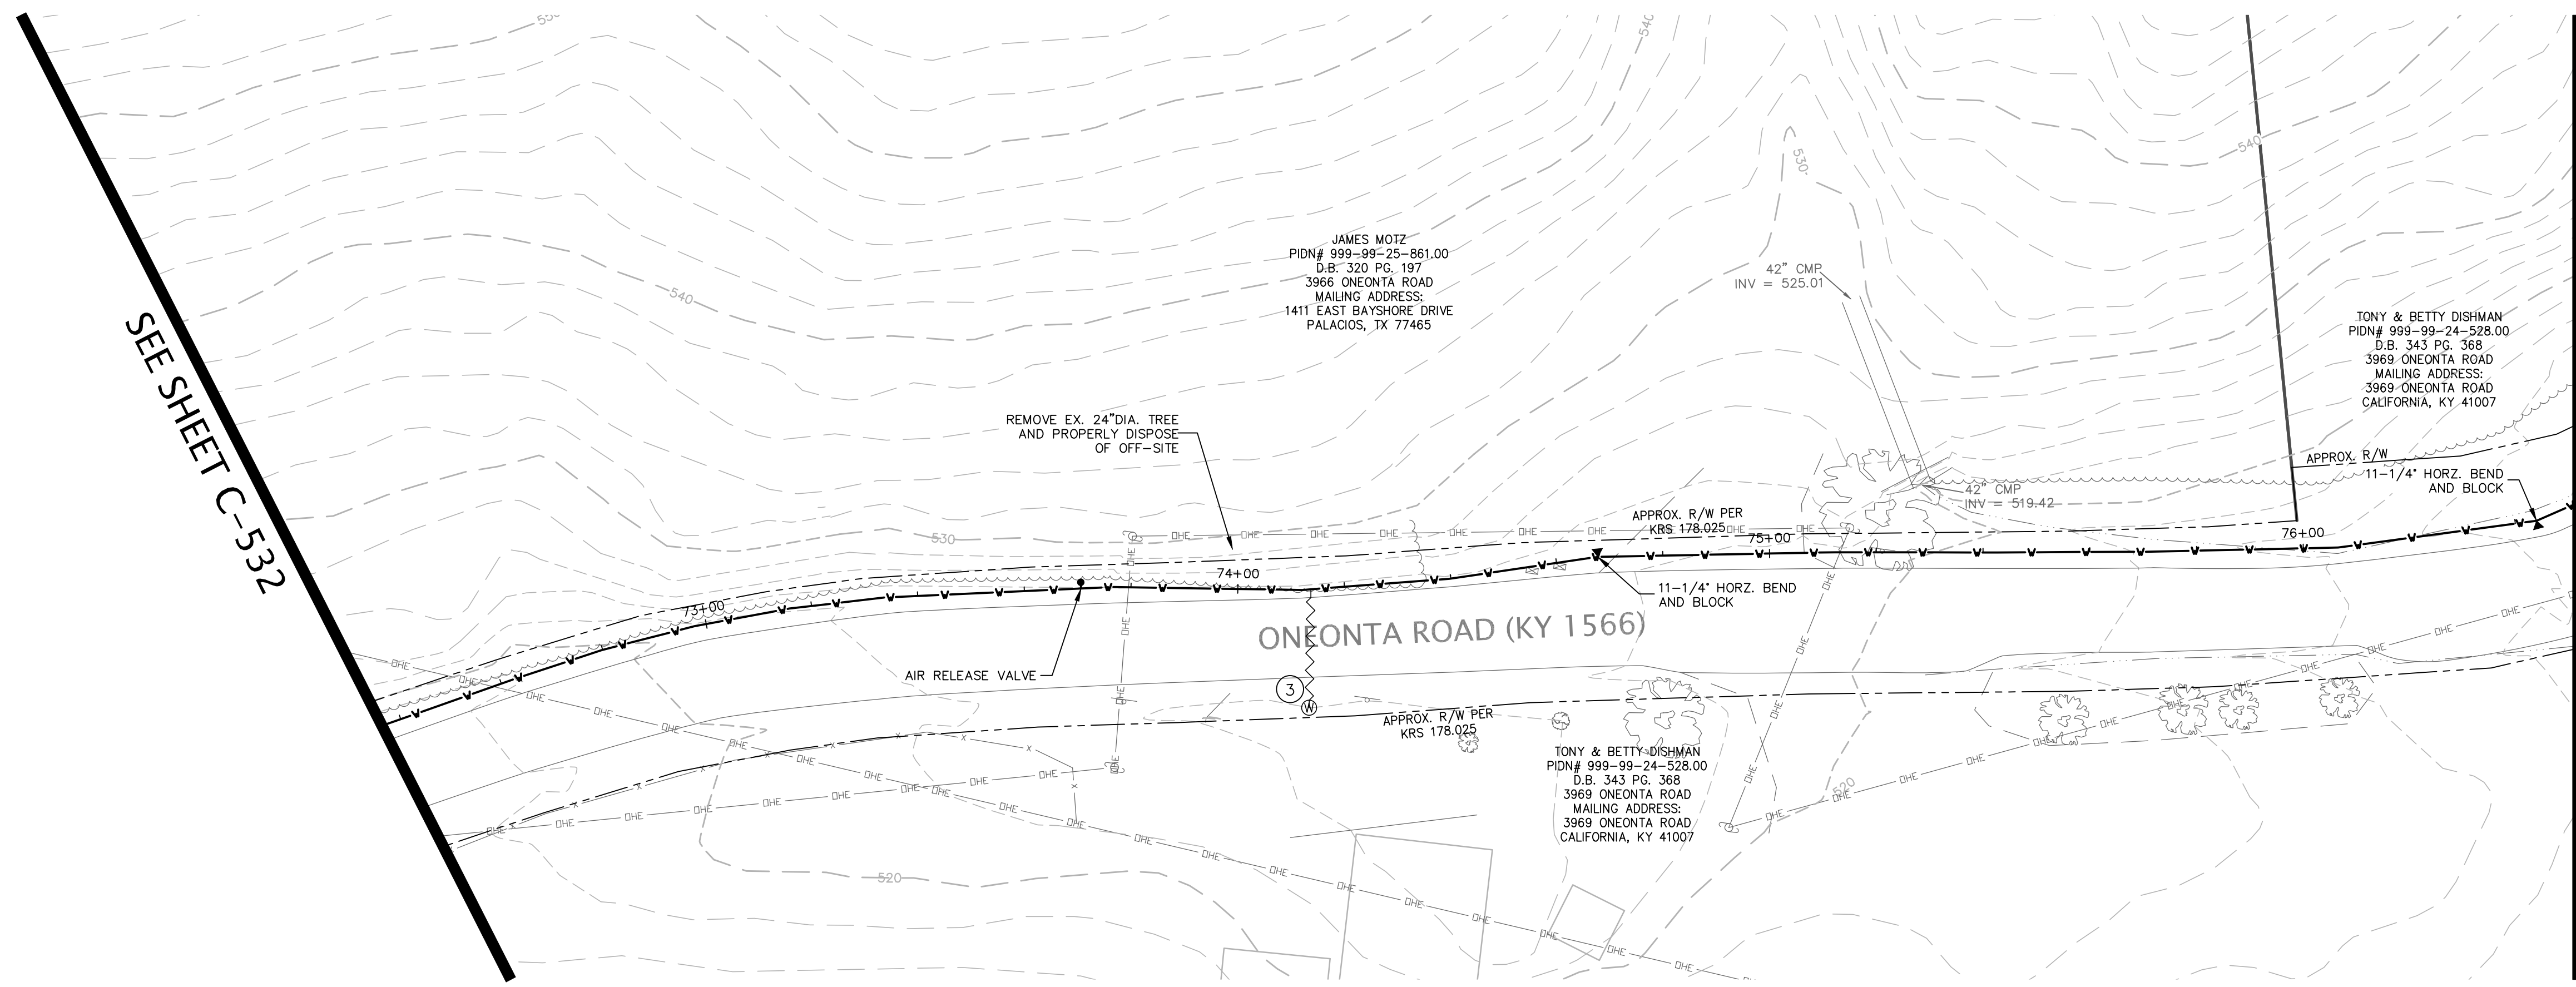 550
540
540
530
JAMES MOTZ
PIDN# 999-99-25-861.00
D.B. 320 PG. 197
3966 ONEONTA ROAD
MAILING ADDRESS:
1411 EAST BAYSHORE DRIVE
PALACIOS, TX 77465
42" CMP
INV = 525.01
540
TONY & BETTY DISHMAN
PIDN# 999-99-24-528.00
D.B. 343 PG. 368
3969 ONEONTA ROAD
MAILING ADDRESS:
3969 ONEONTA ROAD
CALIFORNIA, KY 41007
SEE SHEET C-532
REMOVE EX. 24"DIA. TREE
AND PROPERLY DISPOSE
OF OFF-SITE
APPROX. R/W
11-1/4° HORZ. BEND
AND BLOCK
42" CMP
INV = 519.42
APPROX. R/W PER
KRS 178.025
530
73+00
74+00
75+00
76+00
11-1/4° HORZ. BEND
AND BLOCK
ONEONTA ROAD (KY 1566)
AIR RELEASE VALVE
3
W
APPROX. R/W PER
KRS 178.025
TONY & BETTY DISHMAN
PIDN# 999-99-24-528.00
D.B. 343 PG. 368
3969 ONEONTA ROAD
MAILING ADDRESS:
3969 ONEONTA ROAD
CALIFORNIA, KY 41007
520
520
OHE